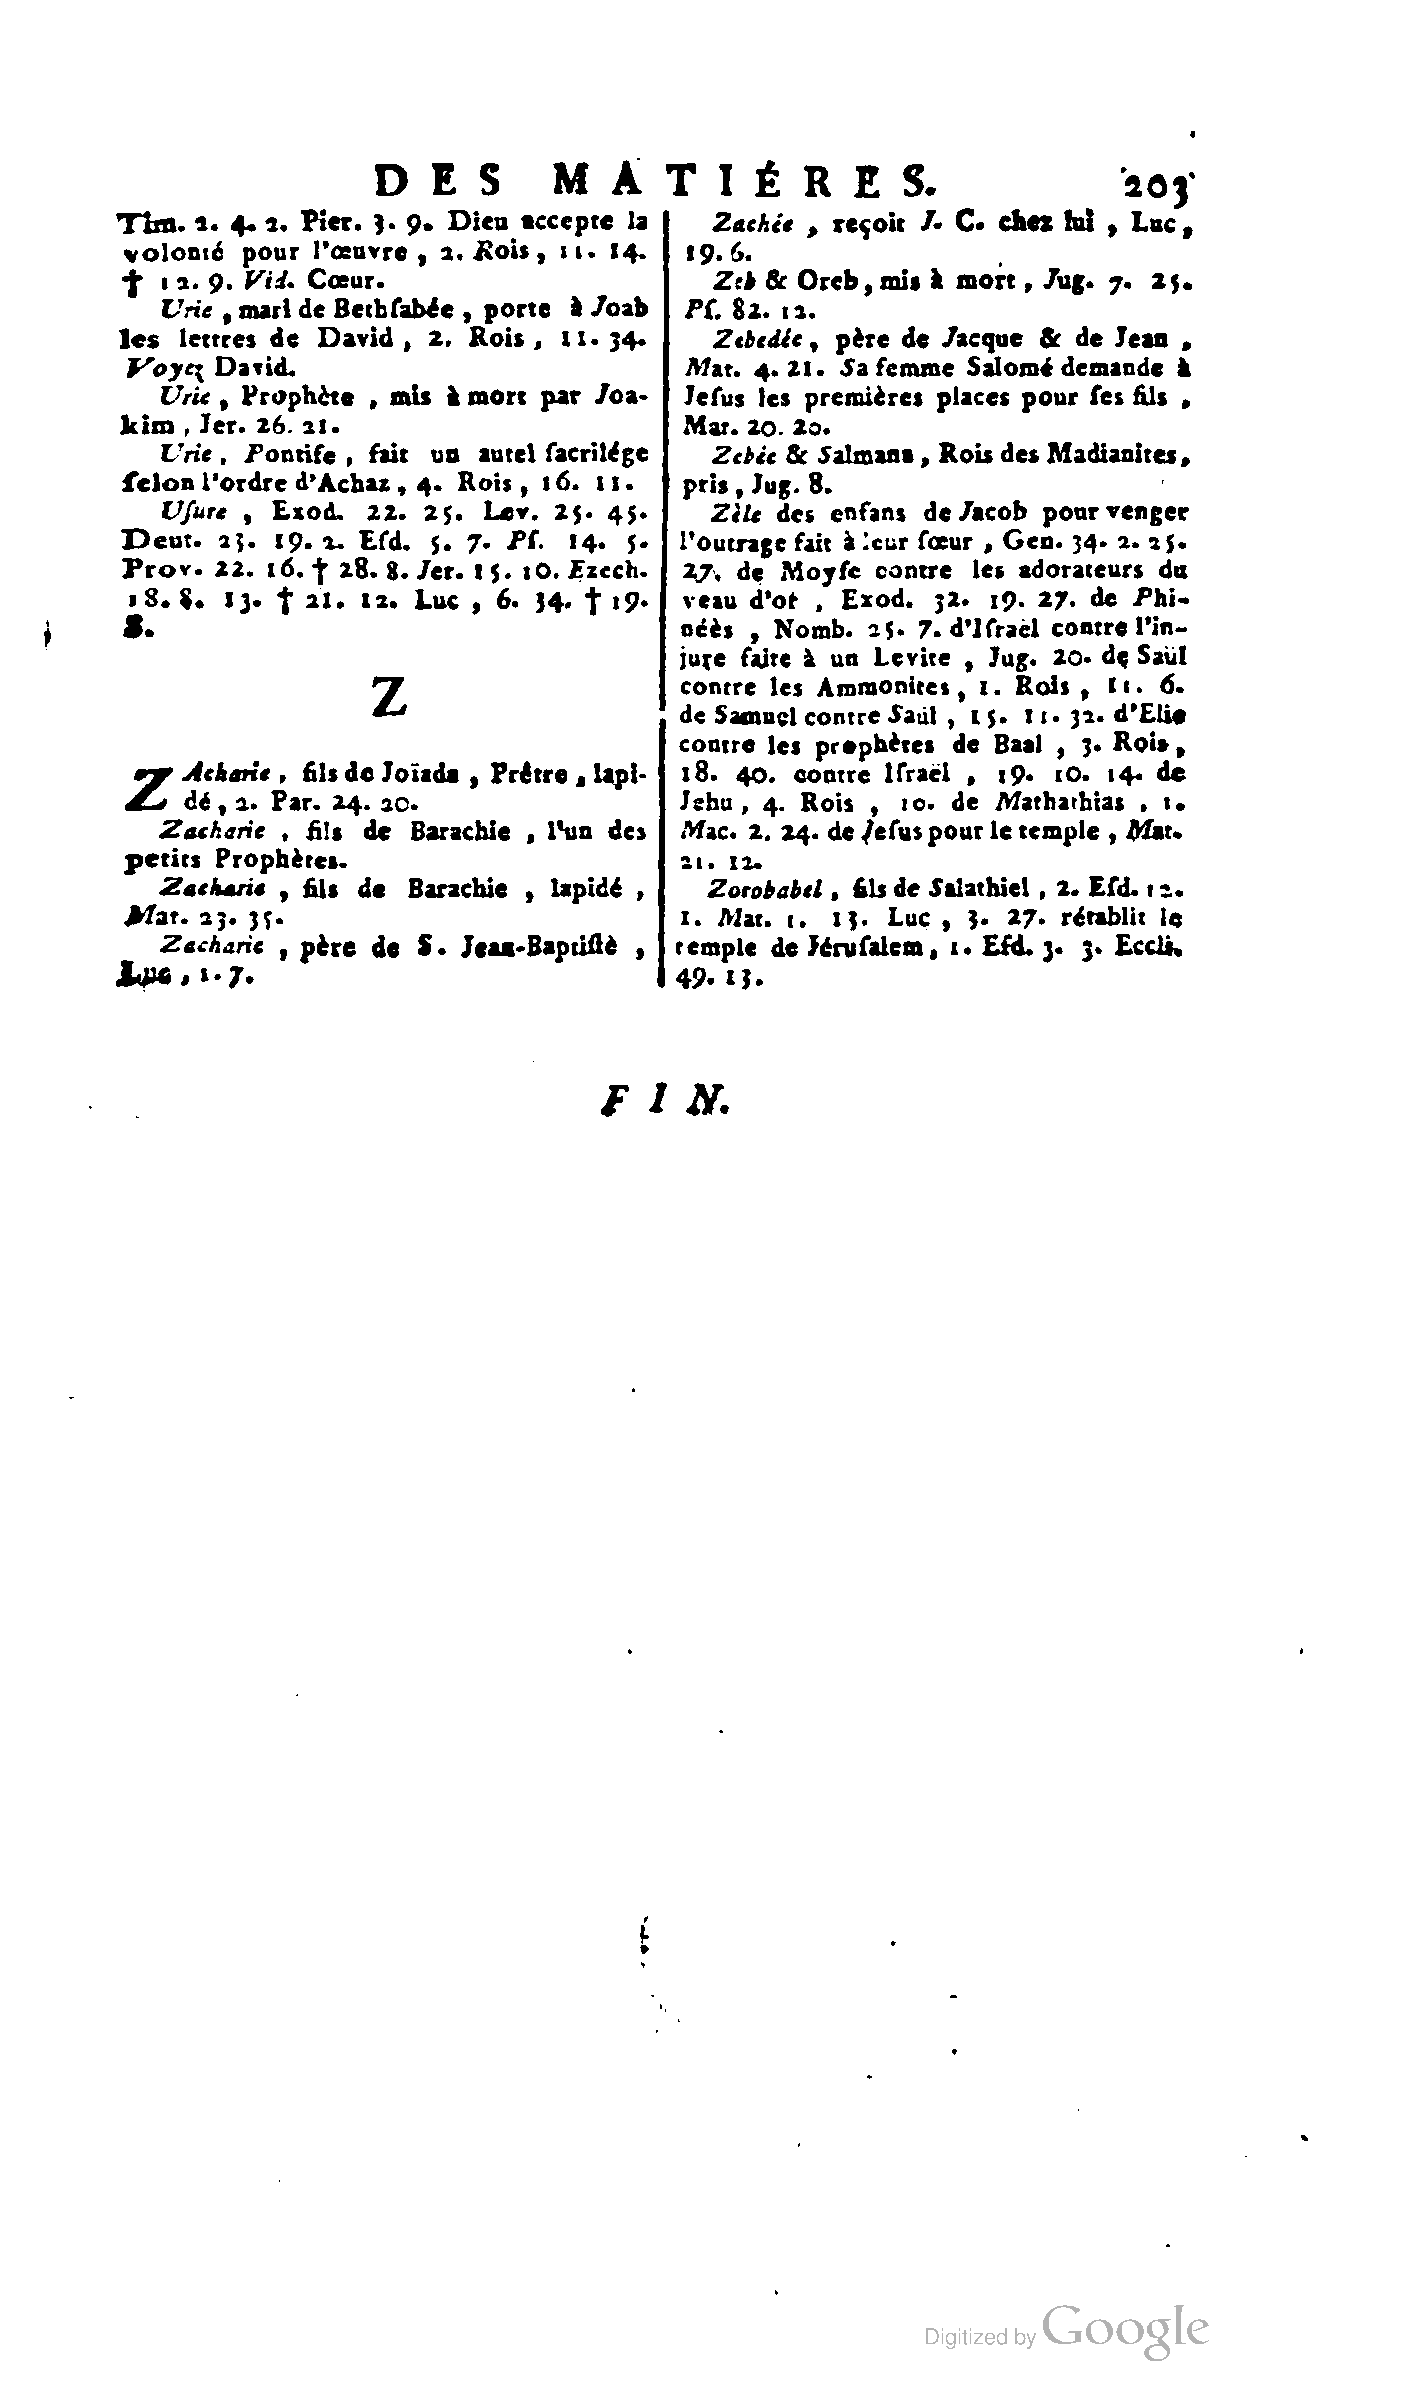 DES MATIÉRES. 203
Tim. 2. 4. 2. Pier. 3. 9. Dieu accepte la
volonté pour l'œuvre, 2. Rois, 11. 14.
† 12. 9. Vid. Cœur.
Urie, mari de Bethſabée, porte à Joab
les lettres de David, 2. Rois, 11. 34.
Voyez David.
Urie, Prophète, mis à mort par Joa-
kim, Jer. 26. 21.
Urie, Pontife, fait un autel ſacrilége
ſelon l'ordre d'Achaz, 4. Rois, 16. 11.
Uſure, Exod. 22. 25. Lev. 25. 45.
Deut. 23. 19. 2. Eſd. 5. 7. Pſ. 14. 5.
Prov. 22. 16. † 28. 8. Jer. 15. 10. Ezech.
18. 8. 13. † 21. 12. Luc, 6. 34. † 19.
8.
Z
ZAcharie, fils de Joïada, Prêtre, lapi-
dé, 2. Par. 24. 20.
Zacharie, fils de Barachie, l'un des
petits Prophètes.
Zacharie, fils de Barachie, lapidé,
Mat. 23. 35.
Zacharie, père de S. Jean-Baptiſtè,
Luc, 1. 7.
Zachée, reçoit J. C. chez lui, Luc,
19. 6.
Zeb & Oreb, mis à mort, Jug. 7. 25.
Pſ. 82. 12.
Zebedée, père de Jacque & de Jean,
Mat. 4. 21. Sa femme Salomé demande à
Jeſus les premières places pour ſes fils,
Mar. 20. 20.
Zebée & Salmana, Rois des Madianites,
pris, Jug. 8.
Zèle des enfans de Jacob pour venger
l'outrage fait à leur ſœur, Gen. 34. 2. 25.
27. de Moyſe contre les adorateurs du
veau d'or, Exod. 32. 19. 27. de Phi-
néès, Nomb. 25. 7. d'Iſraël contre l'in-
jure faite à un Levite, Jug. 20. de Saül
contre les Ammonites, 1. Rois, 11. 6.
de Samuel contre Saül, 15. 11. 32. d'Elie
contre les prophètes de Baal, 3. Rois,
18. 40. contre Iſraël, 19. 10. 14. de
Jehu, 4. Rois, 10. de Mathathias, 1.
Mac. 2. 24. de Jeſus pour le temple, Mat.
21. 12.
Zorobabel, fils de Salathiel, 2. Eſd. 12.
1. Mat. 1. 13. Luc, 3. 27. rétablit le
temple de Jéruſalem, 1. Eſd. 3. 3. Eccli.
49. 13.
FIN.
Digitized by Google